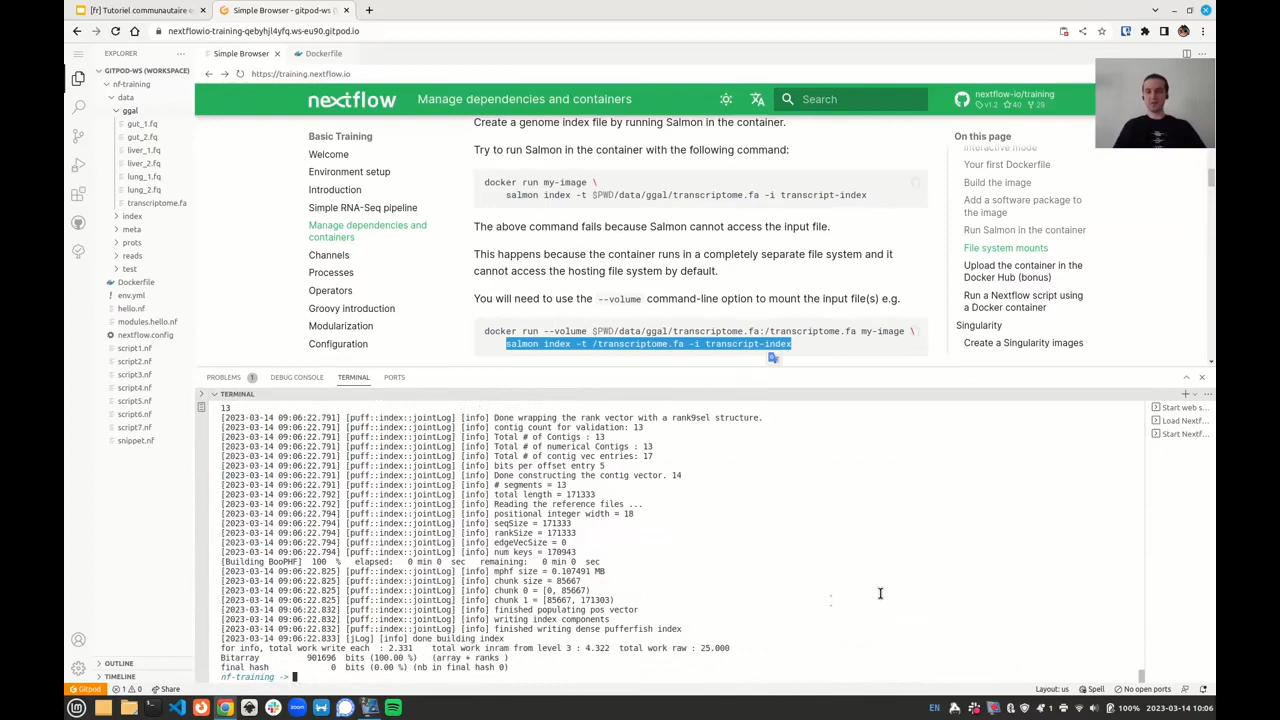 [fr] Tutoriel communautaire e
Simple Browser - gitpod-ws
nextflowio-training-qebyhjl4yfq.ws-eu90.gitpod.io
EXPLORER
GITPOD-WS (WORKSPACE)
nf-training
data
ggal
gut_1.fq
gut_2.fq
liver_1.fq
liver_2.fq
lung_1.fq
lung_2.fq
transcriptome.fa
index
meta
prots
reads
test
Dockerfile
env.yml
hello.nf
modules.hello.nf
nextflow.config
script1.nf
script2.nf
script3.nf
script4.nf
script5.nf
script6.nf
script7.nf
snippet.nf
OUTLINE
TIMELINE
Simple Browser
Dockerfile
https://training.nextflow.io
nextflow
Manage dependencies and containers
Search
nextflow-io/training
v1.2 40 29
Basic Training
Welcome
Environment setup
Introduction
Simple RNA-Seq pipeline
Manage dependencies and
containers
Channels
Processes
Operators
Groovy introduction
Modularization
Configuration
Create a genome index file by running Salmon in the container.
Try to run Salmon in the container with the following command:
docker run my-image \
salmon index -t $PWD/data/ggal/transcriptome.fa -i transcript-index
The above command fails because Salmon cannot access the input file.
This happens because the container runs in a completely separate file system and it
cannot access the hosting file system by default.
You will need to use the --volume command-line option to mount the input file(s) e.g.
docker run --volume $PWD/data/ggal/transcriptome.fa:/transcriptome.fa my-image \
salmon index -t /transcriptome.fa -i transcript-index
On this page
Interactive mode
Your first Dockerfile
Build the image
Add a software package to
the image
Run Salmon in the container
File system mounts
Upload the container in the
Docker Hub (bonus)
Run a Nextflow script using
a Docker container
Singularity
Create a Singularity images
PROBLEMS 1 DEBUG CONSOLE TERMINAL PORTS
TERMINAL
13
[2023-03-14 09:06:22.791] [puff::index::jointLog] [info] Done wrapping the rank vector with a rank9sel structure.
[2023-03-14 09:06:22.791] [puff::index::jointLog] [info] contig count for validation: 13
[2023-03-14 09:06:22.791] [puff::index::jointLog] [info] Total # of Contigs : 13
[2023-03-14 09:06:22.791] [puff::index::jointLog] [info] Total # of numerical Contigs : 13
[2023-03-14 09:06:22.791] [puff::index::jointLog] [info] Total # of contig vec entries: 17
[2023-03-14 09:06:22.791] [puff::index::jointLog] [info] bits per offset entry 5
[2023-03-14 09:06:22.791] [puff::index::jointLog] [info] Done constructing the contig vector. 14
[2023-03-14 09:06:22.792] [puff::index::jointLog] [info] # segments = 13
[2023-03-14 09:06:22.792] [puff::index::jointLog] [info] total length = 171333
[2023-03-14 09:06:22.792] [puff::index::jointLog] [info] Reading the reference files ...
[2023-03-14 09:06:22.794] [puff::index::jointLog] [info] positional integer width = 18
[2023-03-14 09:06:22.794] [puff::index::jointLog] [info] seqSize = 171333
[2023-03-14 09:06:22.794] [puff::index::jointLog] [info] rankSize = 171333
[2023-03-14 09:06:22.794] [puff::index::jointLog] [info] edgeVecSize = 0
[2023-03-14 09:06:22.794] [puff::index::jointLog] [info] num keys = 170943
[Building BooPHF] 100 % elapsed: 0 min 0 sec remaining: 0 min 0 sec
[2023-03-14 09:06:22.825] [puff::index::jointLog] [info] mphf size = 0.107491 MB
[2023-03-14 09:06:22.825] [puff::index::jointLog] [info] chunk size = 85667
[2023-03-14 09:06:22.825] [puff::index::jointLog] [info] chunk 0 = [0, 85667)
[2023-03-14 09:06:22.825] [puff::index::jointLog] [info] chunk 1 = [85667, 171303)
[2023-03-14 09:06:22.832] [puff::index::jointLog] [info] finished populating pos vector
[2023-03-14 09:06:22.832] [puff::index::jointLog] [info] writing index components
[2023-03-14 09:06:22.832] [puff::index::jointLog] [info] finished writing dense pufferfish index
[2023-03-14 09:06:22.833] [jLog] [info] done building index
for info, total work write each : 2.331 total work inram from level 3 : 4.322 total work raw : 25.000
Bitarray 901696 bits (100.00 %) (array + ranks )
final hash 0 bits (0.00 %) (nb in final hash 0)
nf-training ->
Start web s...
Load Nextf...
Start Nextf...
Gitpod 1 0 Share
Layout: us Spell No open ports
EN 1 100% 2023-03-14 10:06